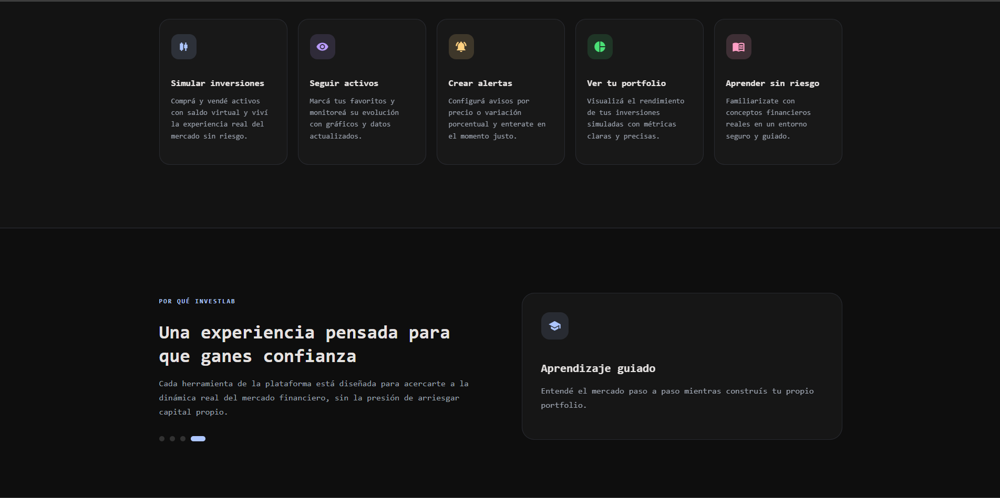 Simular inversiones
Comprá y vendé activos
con saldo virtual y viví
la experiencia real del
mercado sin riesgo.
Seguir activos
Marcá tus favoritos y
monitoreá su evolución
con gráficos y datos
actualizados.
Crear alertas
Configurá avisos por
precio o variación
porcentual y enterate en
el momento justo.
Ver tu portfolio
Visualizá el rendimiento
de tus inversiones
simuladas con métricas
claras y precisas.
Aprender sin riesgo
Familiarizate con
conceptos financieros
reales en un entorno
seguro y guiado.
POR QUÉ INVESTLAB
Una experiencia pensada para
que ganes confianza
Cada herramienta de la plataforma está diseñada para acercarte a la
dinámica real del mercado financiero, sin la presión de arriesgar
capital propio.
Aprendizaje guiado
Entendé el mercado paso a paso mientras construís tu propio
portfolio.